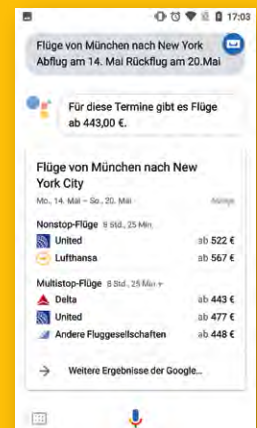 17:03
Flüge von München nach New York
Abflug am 14. Mai Rückflug am 20.Mai
Für diese Termine gibt es Flüge
ab 443,00 €.
Flüge von München nach New
York City
Mo., 14. Mai – So., 20. Mai
Anzeige
Nonstop-Flüge 8 Std., 25 Min.
United ab 522 €
Lufthansa ab 567 €
Multistop-Flüge 8 Std., 25 Min +
Delta ab 443 €
United ab 477 €
Andere Fluggesellschaften ab 448 €
Weitere Ergebnisse der Google...